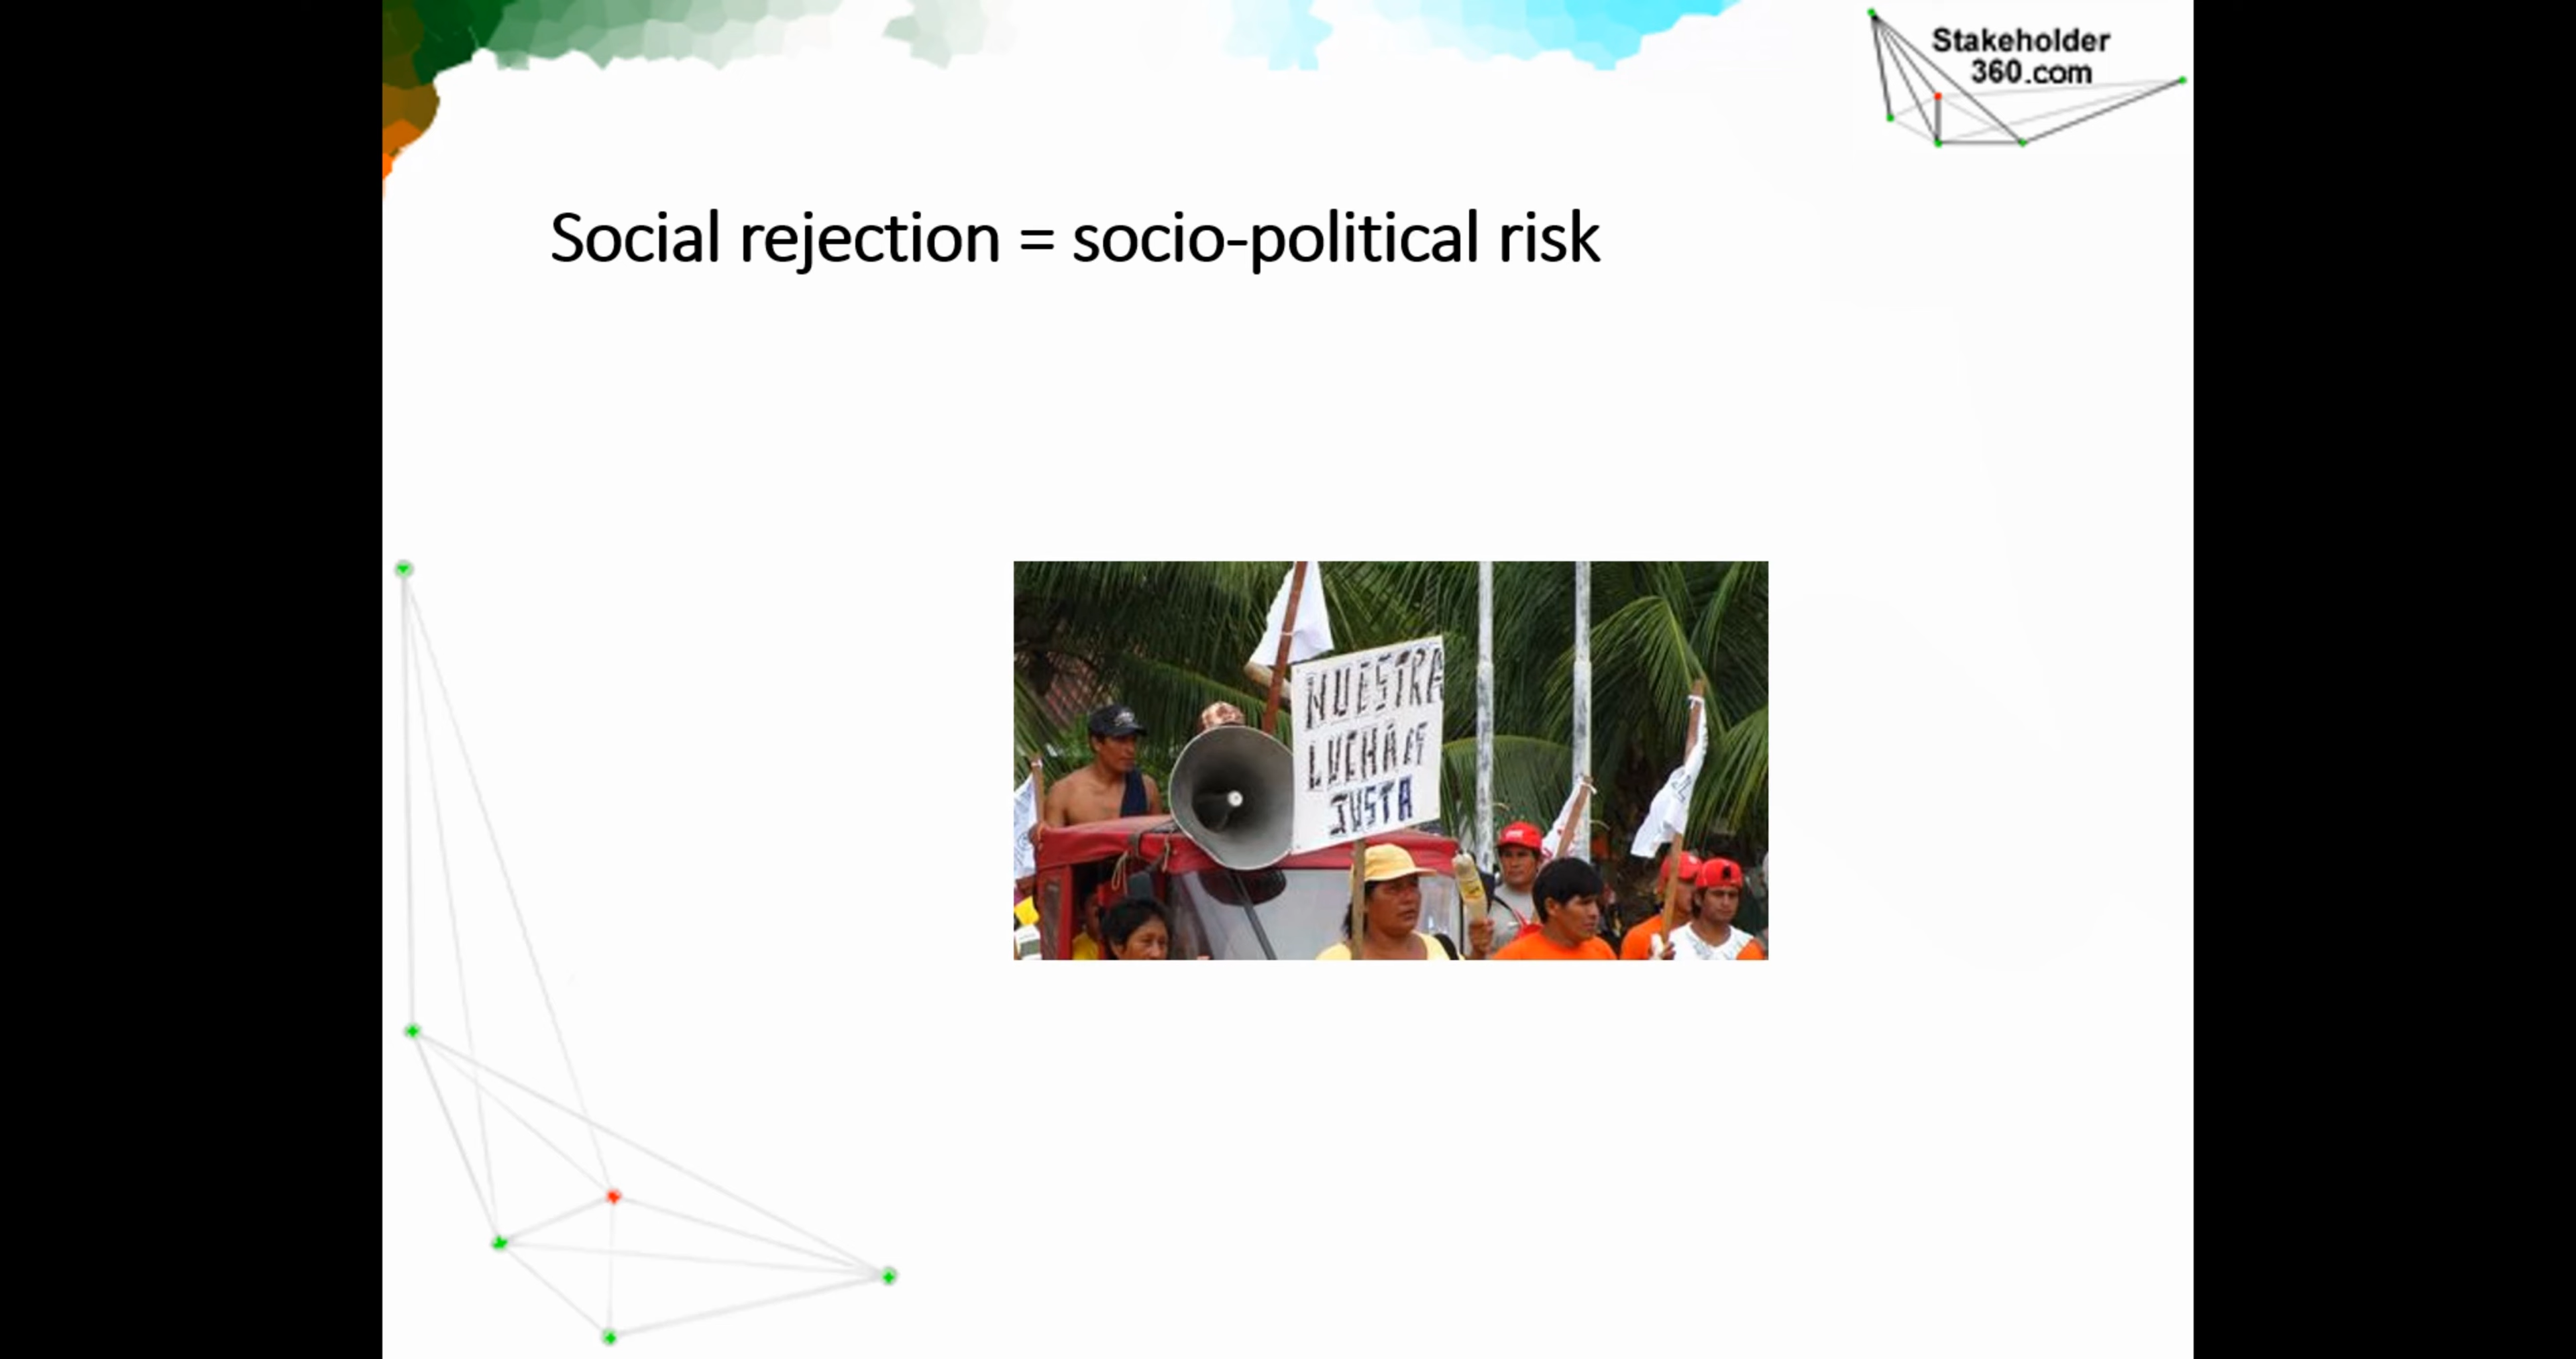 Stakeholder
360.com
Social rejection = socio-political risk
NUESTRA
LUCHA ES
JUSTA